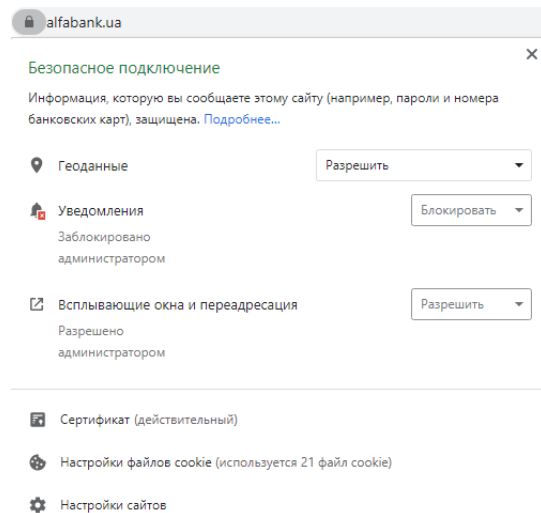 alfabank.ua
Безопасное подключение
Информация, которую вы сообщаете этому сайту (например, пароли и номера
банковских карт), защищена. Подробнее...
Геоданные Разрешить
Уведомления Блокировать
Заблокировано
администратором
Всплывающие окна и переадресация Разрешить
Разрешено
администратором
Сертификат (действительный)
Настройки файлов cookie (используется 21 файл cookie)
Настройки сайтов